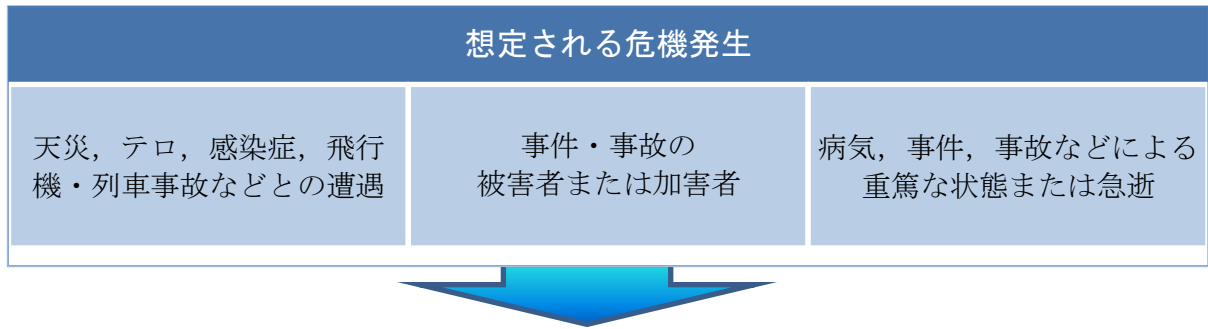 想定される危機発生
天災，テロ，感染症，飛行
機・列車事故などとの遭遇
事件・事故の
被害者または加害者
病気，事件，事故などによる
重篤な状態または急逝